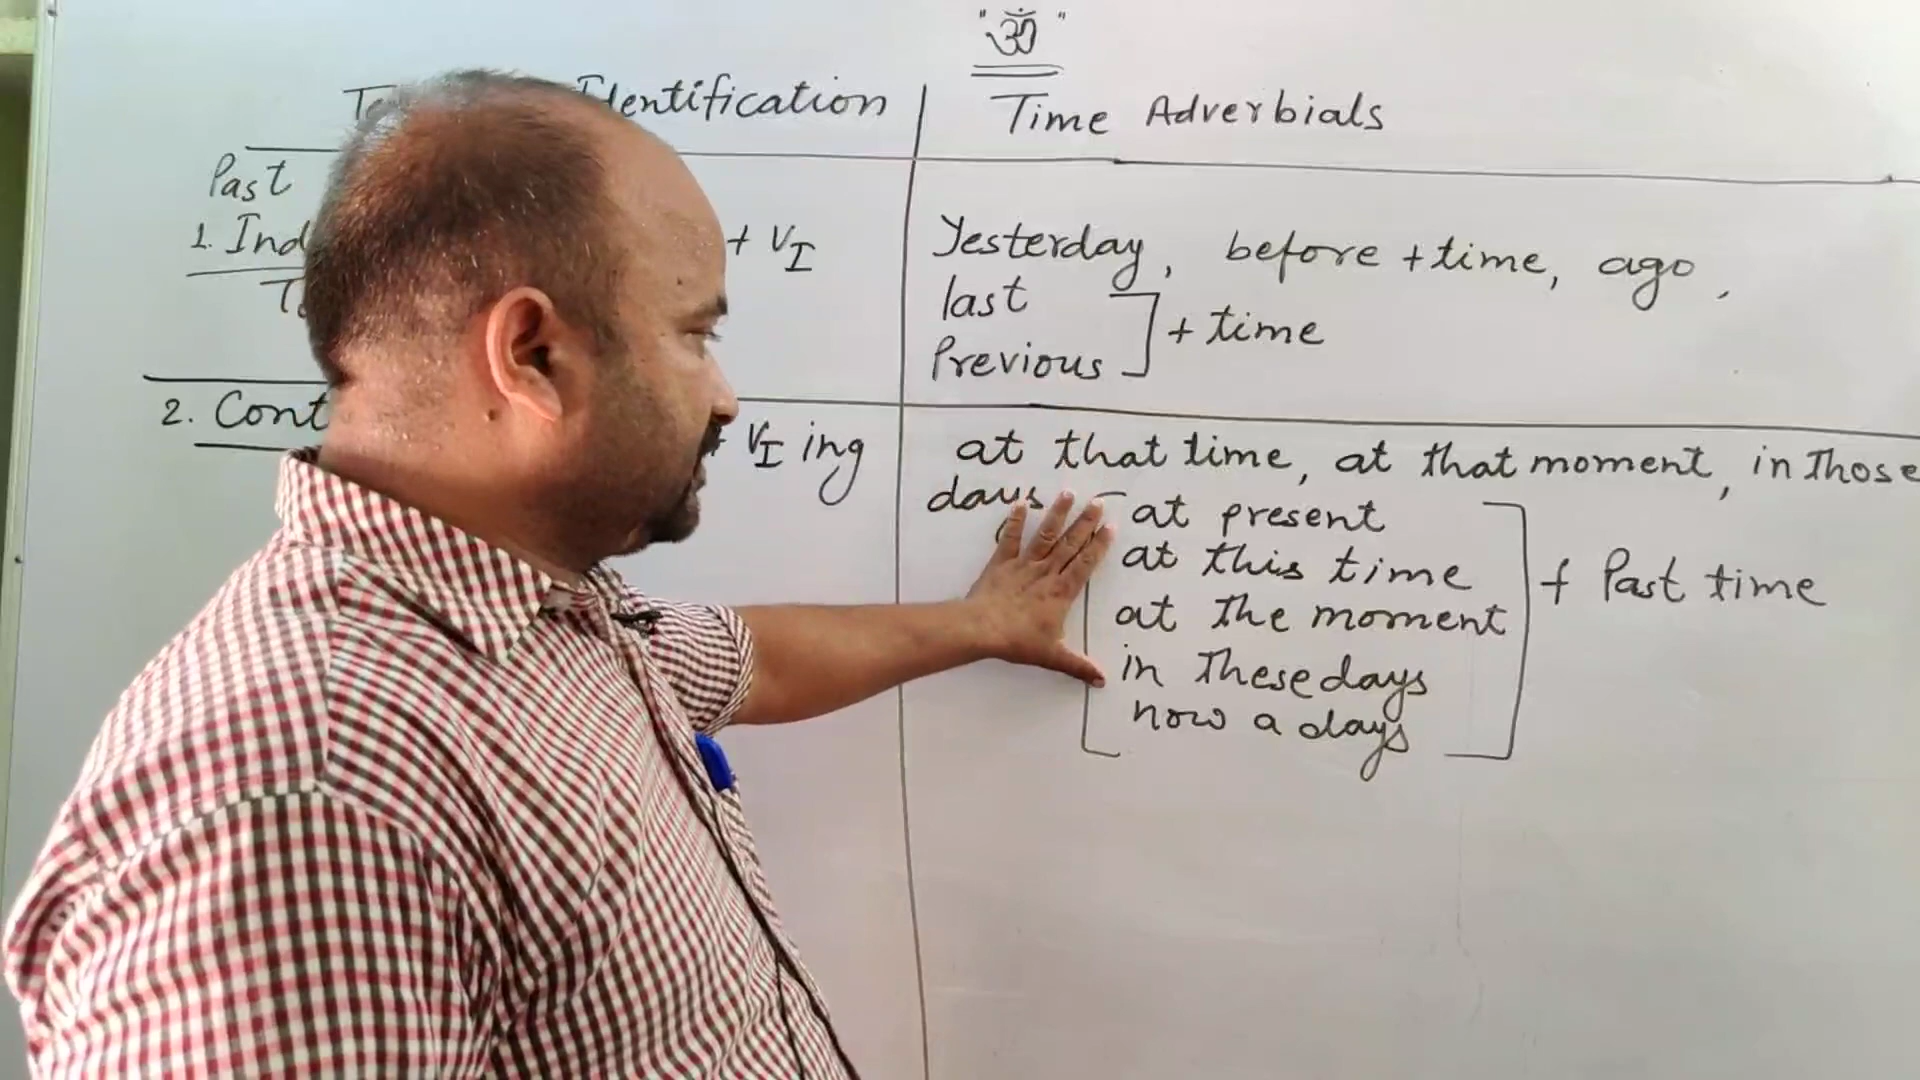 "ॐ"
Identification
Time Adverbials
Past
1. Ind
+ VI
Yesterday, before + time, ago,
last
Previous
+ time
2. Cont
+ VI ing
at that time, at that moment, in those
days
at present
at this time
at the moment
in these days
now a days
+ Past time